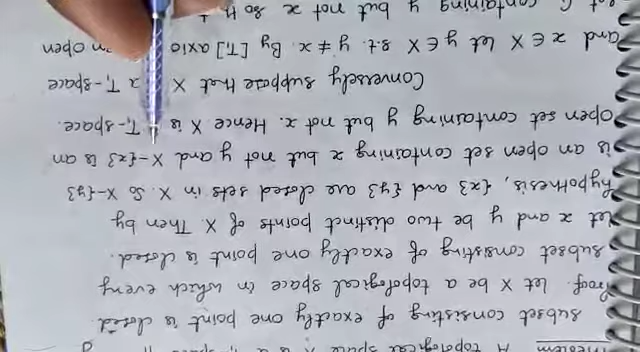 Theorem A topological space X is a T₁-space
subset consisting of exactly one point is closed.
Proof. Let X be a topological space in which every
subset consisting of exactly one point is closed.
Let x and y be two distinct points of X. Then by
hypothesis, {x} and {y} are closed sets in X. So X-{y}
is an open set containing x but not y and X-{x} is an
open set containing y but not x. Hence X is T₁-space.
Conversely suppose that X T₁-space
and x ∈ X let y ∈ X s.t. y ≠ x. By [T₁] axio open
containing y but not x so